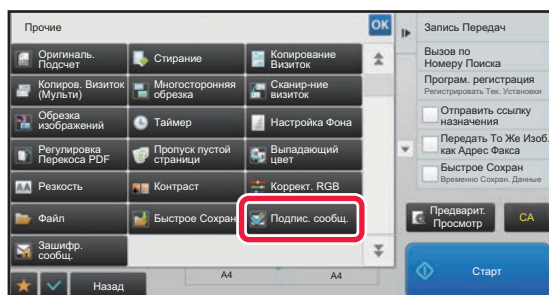 Прочие
OK
Оригиналь.
Подсчет
Стирание
Копирование
Визиток
Копиров. Визиток
(Мульти)
Многосторонняя
обрезка
Сканир-ние
визиток
Обрезка
изображений
Таймер
Настройка Фона
Регулировка
Перекоса PDF
Пропуск пустой
страницы
Выпадающий
цвет
Резкость
Контраст
Коррект. RGB
Файл
Быстрое Сохран
Подпис. сообщ.
Зашифр.
сообщ.
Назад
A4
A4
Запись Передач
Вызов по
Номеру Поиска
Програм. регистрация
Регистрировать Тек. Установки
Отправить ссылку
назначения
Передать То Же Изоб.
как Адрес Факса
Быстрое Сохран
Временно Сохран. Данные
Предварит.
Просмотр
CA
Старт